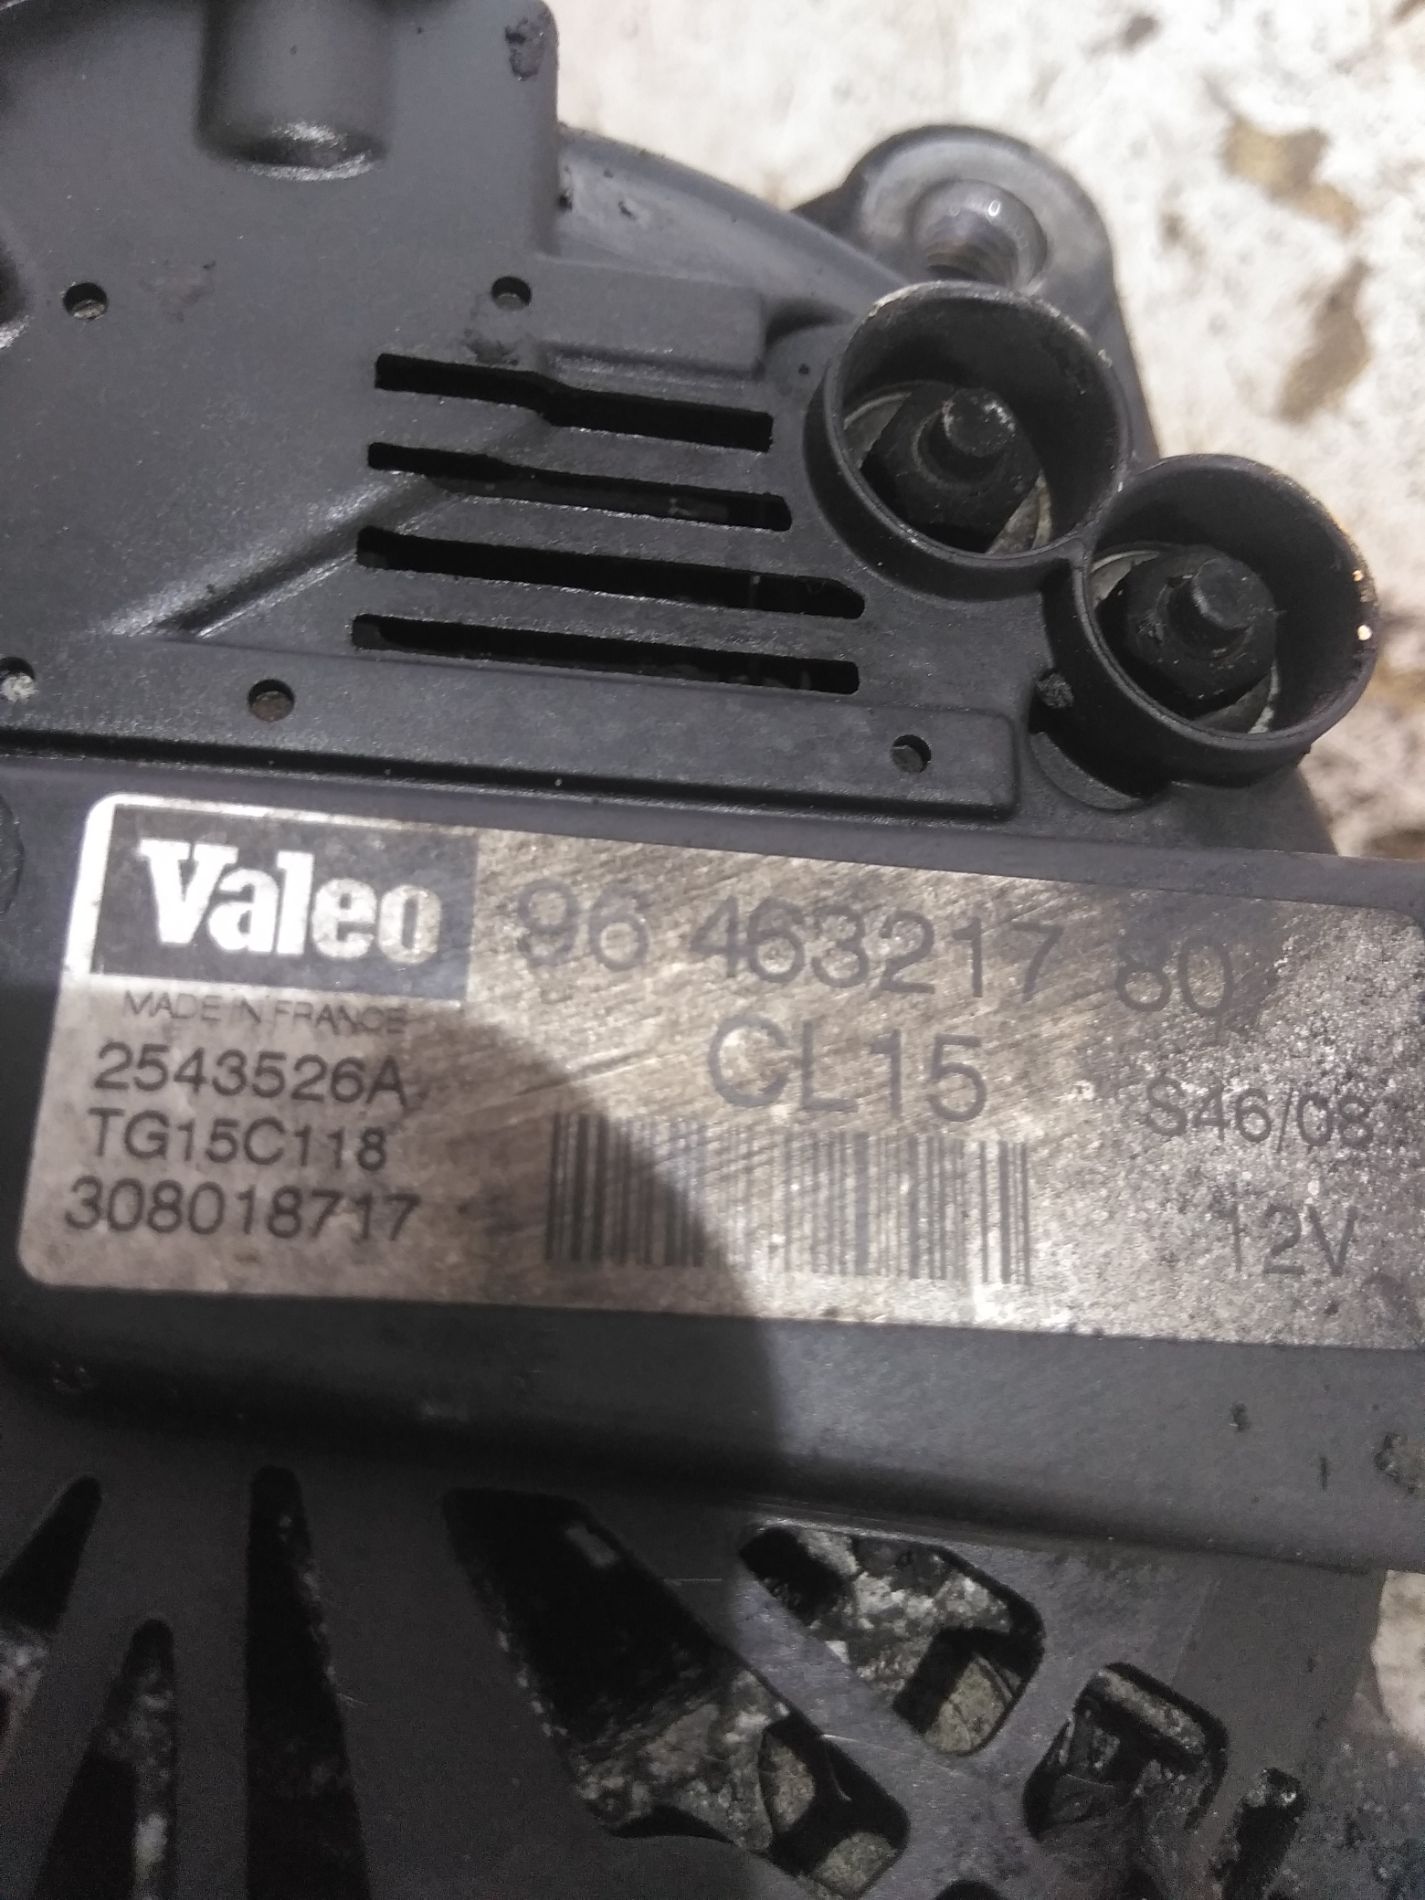 Valeo
96 463217 80
MADE IN FRANCE
CL15
2543526A
S46/08
TG15C118
308018717
12V